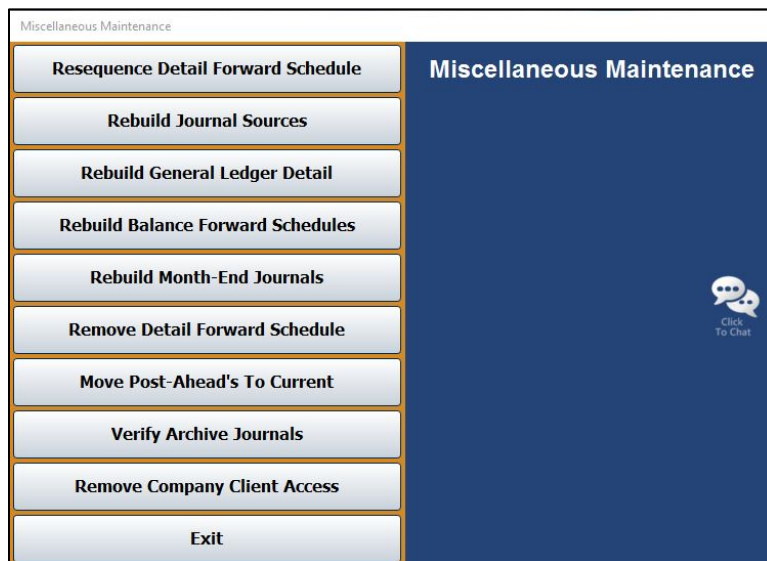 Miscellaneous Maintenance
Resequence Detail Forward Schedule
Rebuild Journal Sources
Rebuild General Ledger Detail
Rebuild Balance Forward Schedules
Rebuild Month-End Journals
Remove Detail Forward Schedule
Move Post-Ahead's To Current
Verify Archive Journals
Remove Company Client Access
Exit
Miscellaneous Maintenance
Click
To Chat